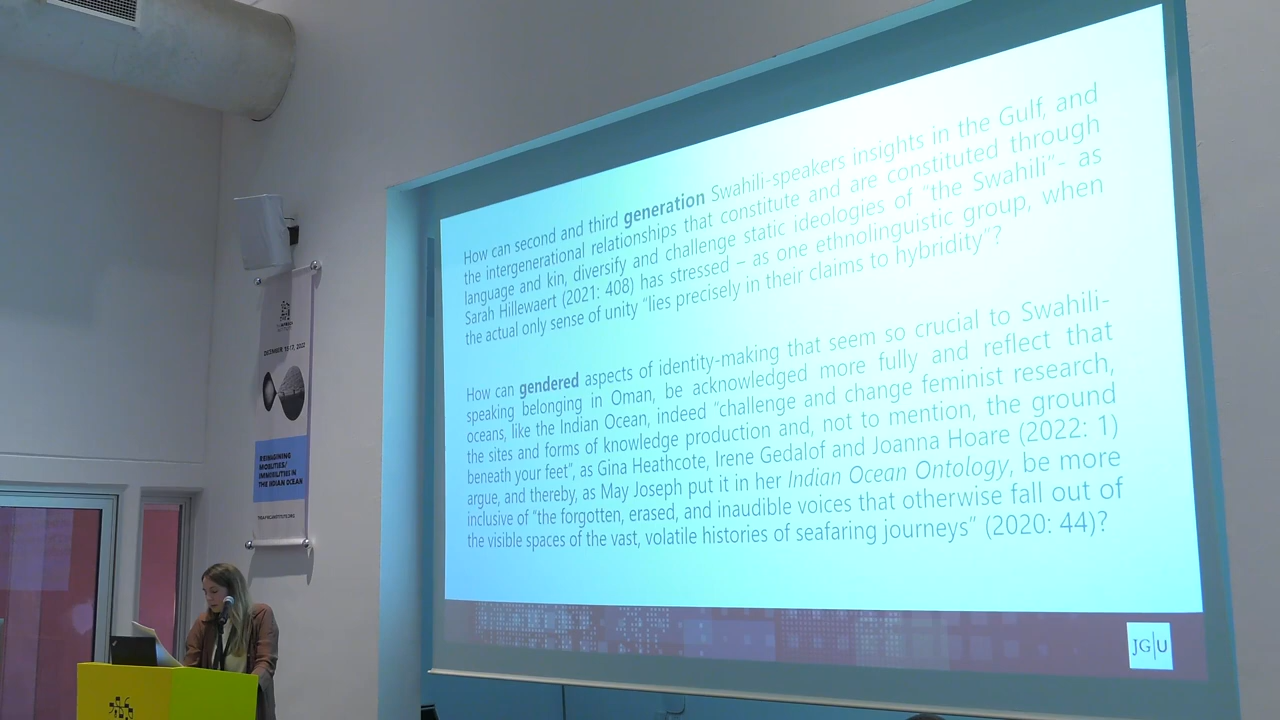 How can second and third generation Swahili-speakers insights in the Gulf, and
the intergenerational relationships that constitute and are constituted through
language and kin, diversify and challenge static ideologies of “the Swahili”- as
Sarah Hillewaert (2021: 408) has stressed – as one ethnolinguistic group, when
the actual only sense of unity “lies precisely in their claims to hybridity”?
How can gendered aspects of identity-making that seem so crucial to Swahili-
speaking belonging in Oman, be acknowledged more fully and reflect that
oceans, like the Indian Ocean, indeed “challenge and change feminist research,
the sites and forms of knowledge production and, not to mention, the ground
beneath your feet”, as Gina Heathcote, Irene Gedalof and Joanna Hoare (2022: 1)
argue, and thereby, as May Joseph put it in her Indian Ocean Ontology, be more
inclusive of “the forgotten, erased, and inaudible voices that otherwise fall out of
the visible spaces of the vast, volatile histories of seafaring journeys” (2020: 44)?
JG|U
REIMAGINING
MOBILITIES/
IMMOBILITIES IN
THE INDIAN OCEAN